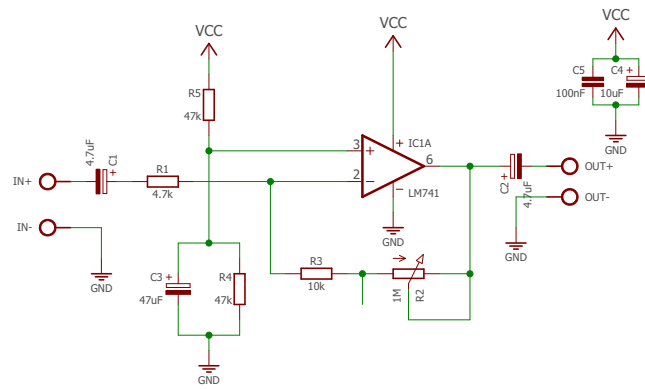 VCC
VCC
VCC
R5
47k
C5
100nF
C4
+
10uF
GND
4.7uF
C1
+
IN+
R1
4.7k
3
+
2
−
+
IC1A
6
−
LM741
GND
C2
+
4.7uF
OUT+
OUT-
GND
IN-
GND
C3
+
47uF
R4
47k
GND
R3
10k
1M
R2